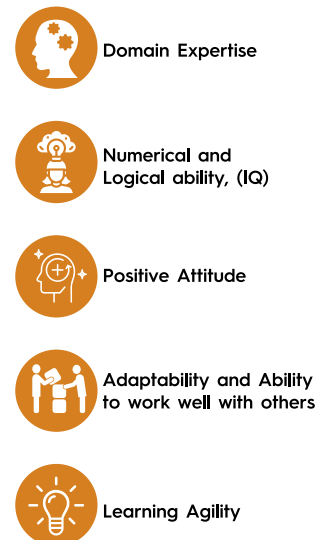 Domain Expertise
Numerical and
Logical ability, (IQ)
Positive Attitude
Adaptability and Ability
to work well with others
Learning Agility